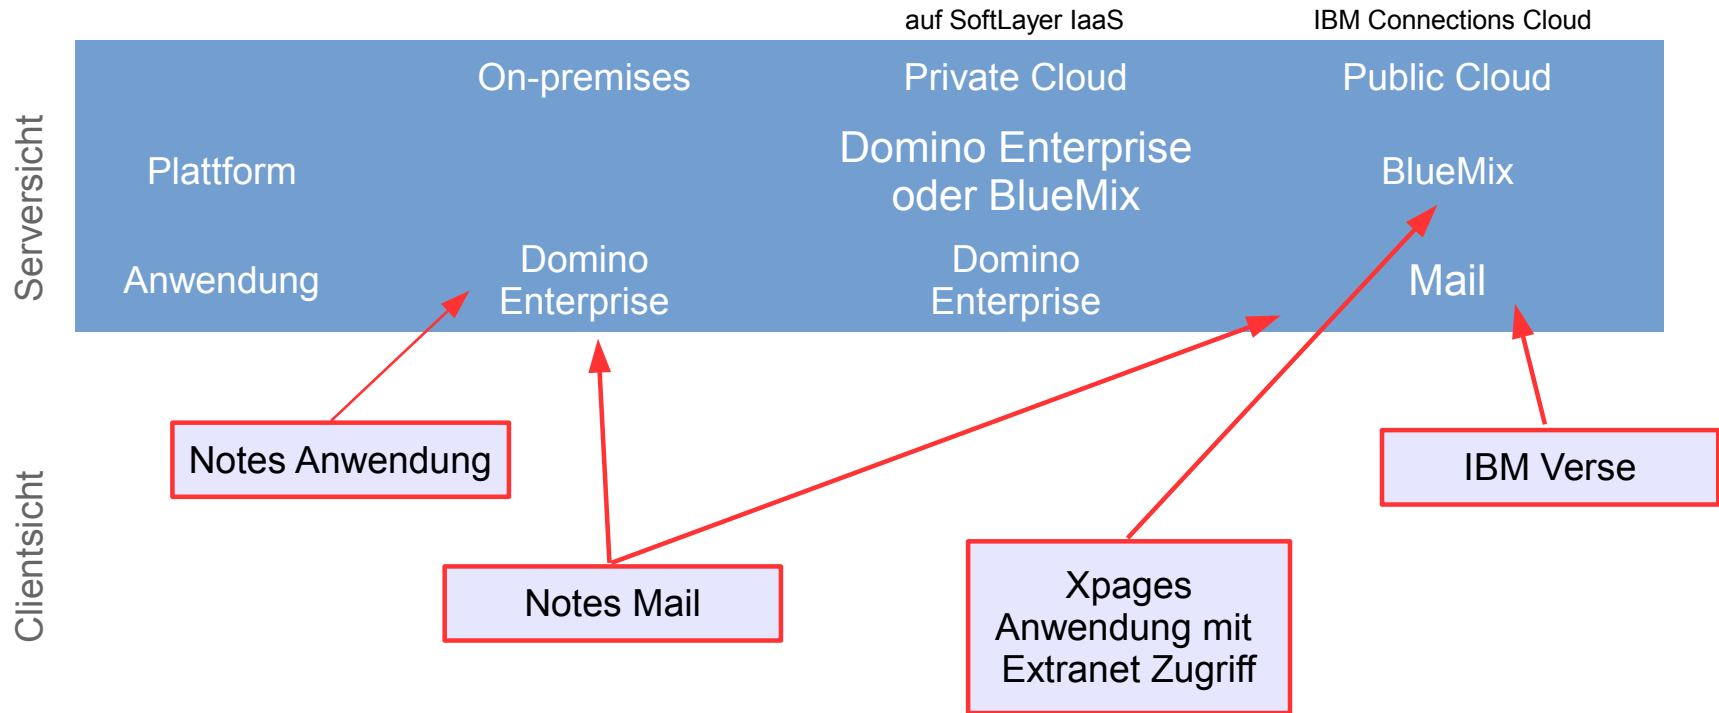 auf SoftLayer IaaS
IBM Connections Cloud
On-premises
Private Cloud
Public Cloud
Serversicht
Plattform
Domino Enterprise
oder BlueMix
BlueMix
Anwendung
Domino
Enterprise
Domino
Enterprise
Mail
Clientsicht
Notes Anwendung
IBM Verse
Notes Mail
Xpages
Anwendung mit
Extranet Zugriff